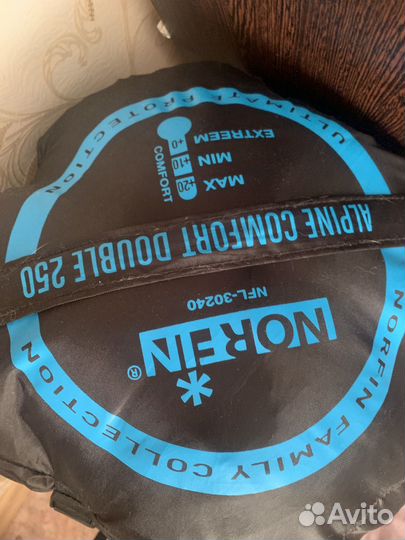 NORFIN FAMILY COLLECTION
NORFIN®
NFL-30240
ALPINE COMFORT DOUBLE 250
MAX +20
MIN +10
COMFORT
EXTREEM +0
ULTIMATE PROTECTION
Avito